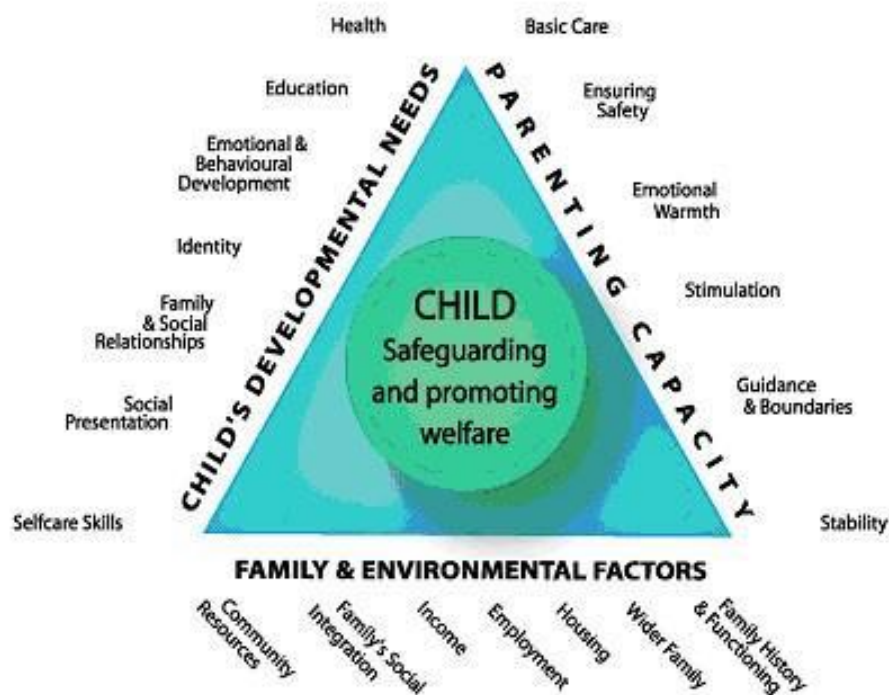 Health
Education
Emotional &
Behavioural
Development
Identity
Family
& Social
Relationships
Social
Presentation
Selfcare Skills
CHILD'S DEVELOPMENTAL NEEDS
CHILD
Safeguarding
and promoting
welfare
PARENTING CAPACITY
Basic Care
Ensuring
Safety
Emotional
Warmth
Stimulation
Guidance
& Boundaries
Stability
FAMILY & ENVIRONMENTAL FACTORS
Community
Resources
Family's Social
Integration
Income
Employment
Housing
Wider Family
Family History
& Functioning